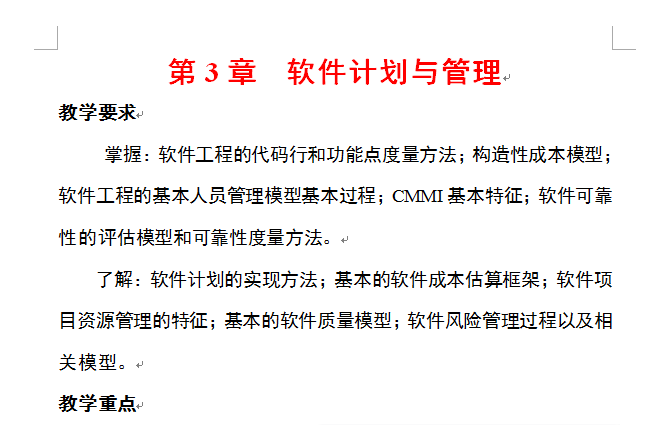 第 3 章 软件计划与管理
教学要求
掌握：软件工程的代码行和功能点度量方法；构造性成本模型；
软件工程的基本人员管理模型基本过程；CMMI 基本特征；软件可靠
性的评估模型和可靠性度量方法。
了解：软件计划的实现方法；基本的软件成本估算框架；软件项
目资源管理的特征；基本的软件质量模型；软件风险管理过程以及相
关模型。
教学重点